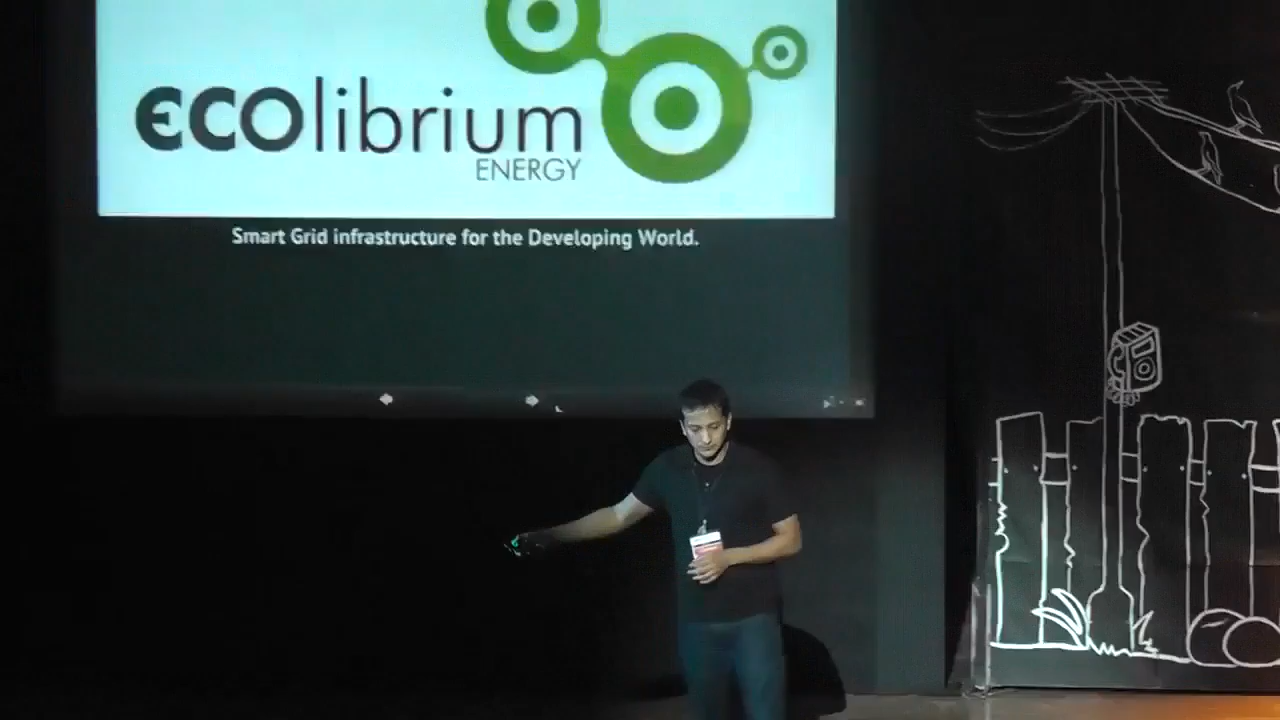 ecolibrium
ENERGY
Smart Grid infrastructure for the Developing World.